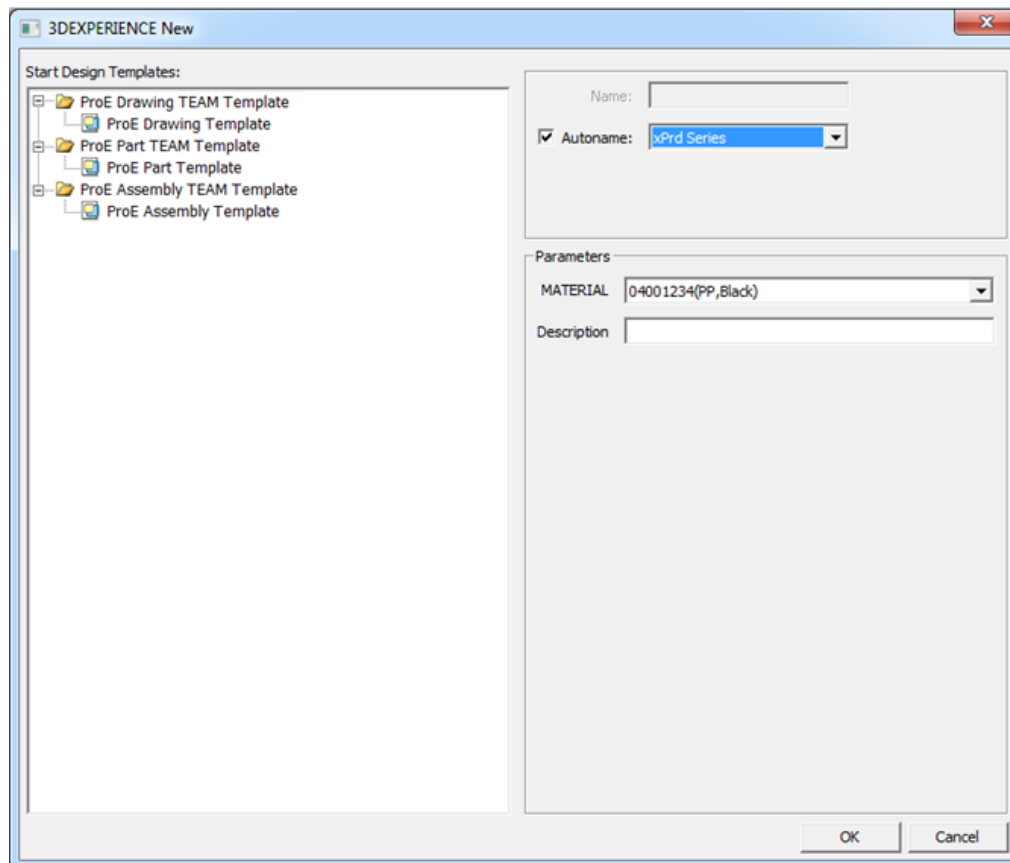 3DEXPERIENCE New
Start Design Templates:
ProE Drawing TEAM Template
ProE Drawing Template
ProE Part TEAM Template
ProE Part Template
ProE Assembly TEAM Template
ProE Assembly Template
Name:
Autoname: xPrd Series
Parameters
MATERIAL 04001234(PP,Black)
Description
OK Cancel